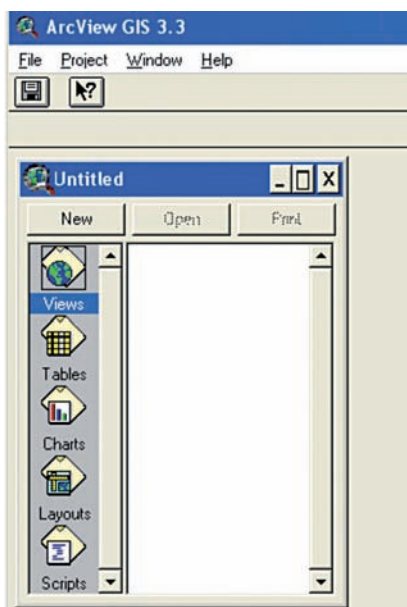 ArcView GIS 3.3
File Project Window Help
Untitled
New Open Print
Views
Tables
Charts
Layouts
Scripts